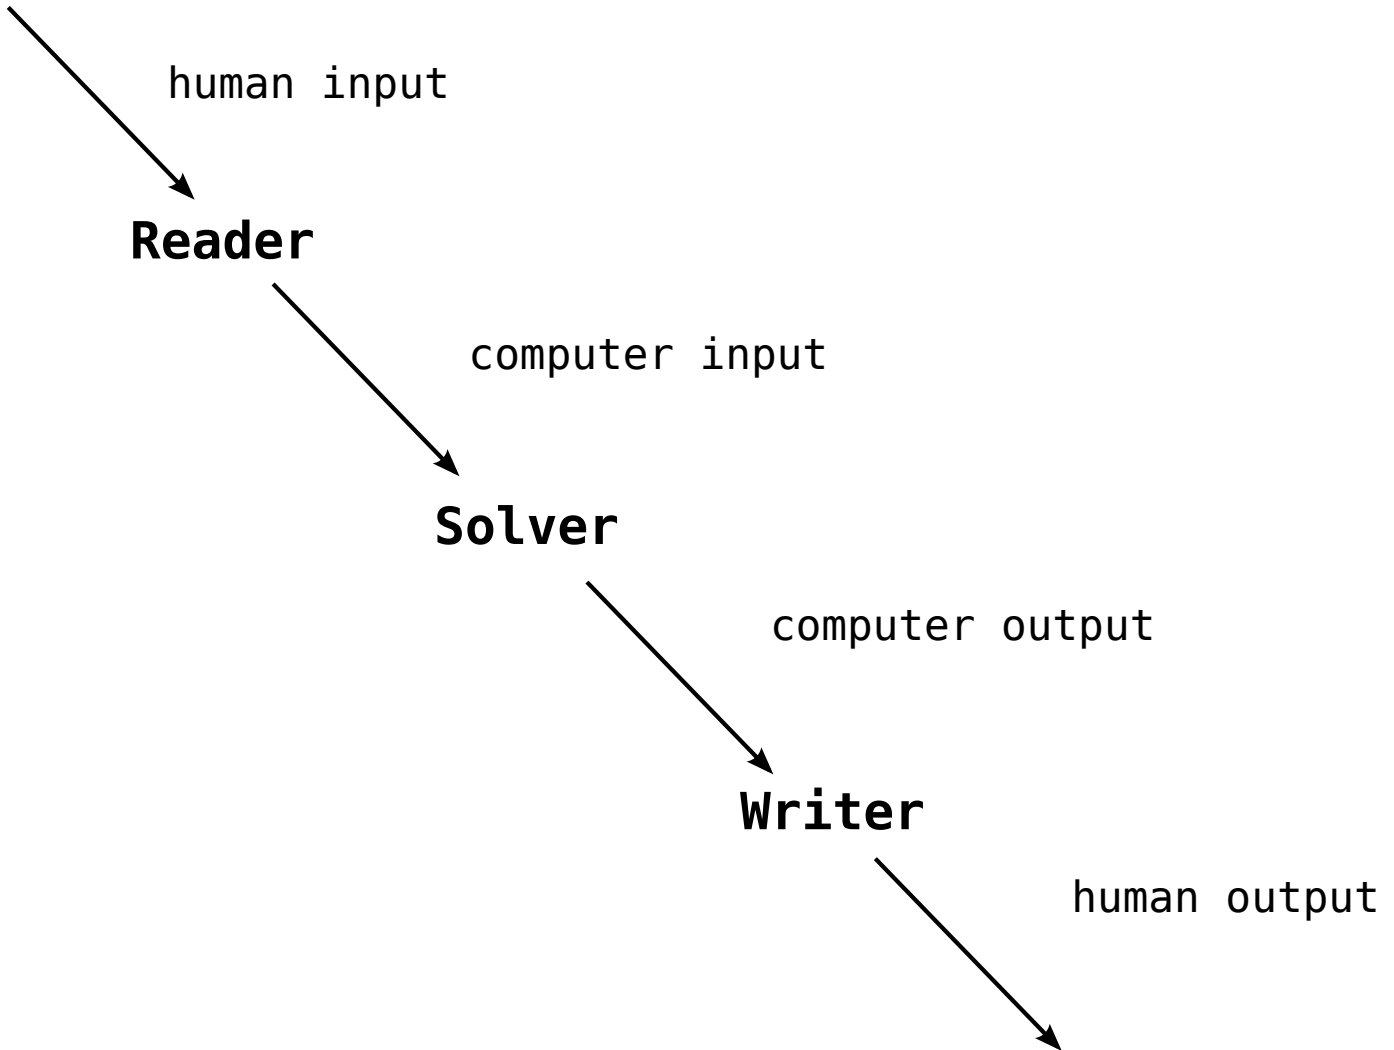 human input
Reader
computer input
Solver
computer output
Writer
human output